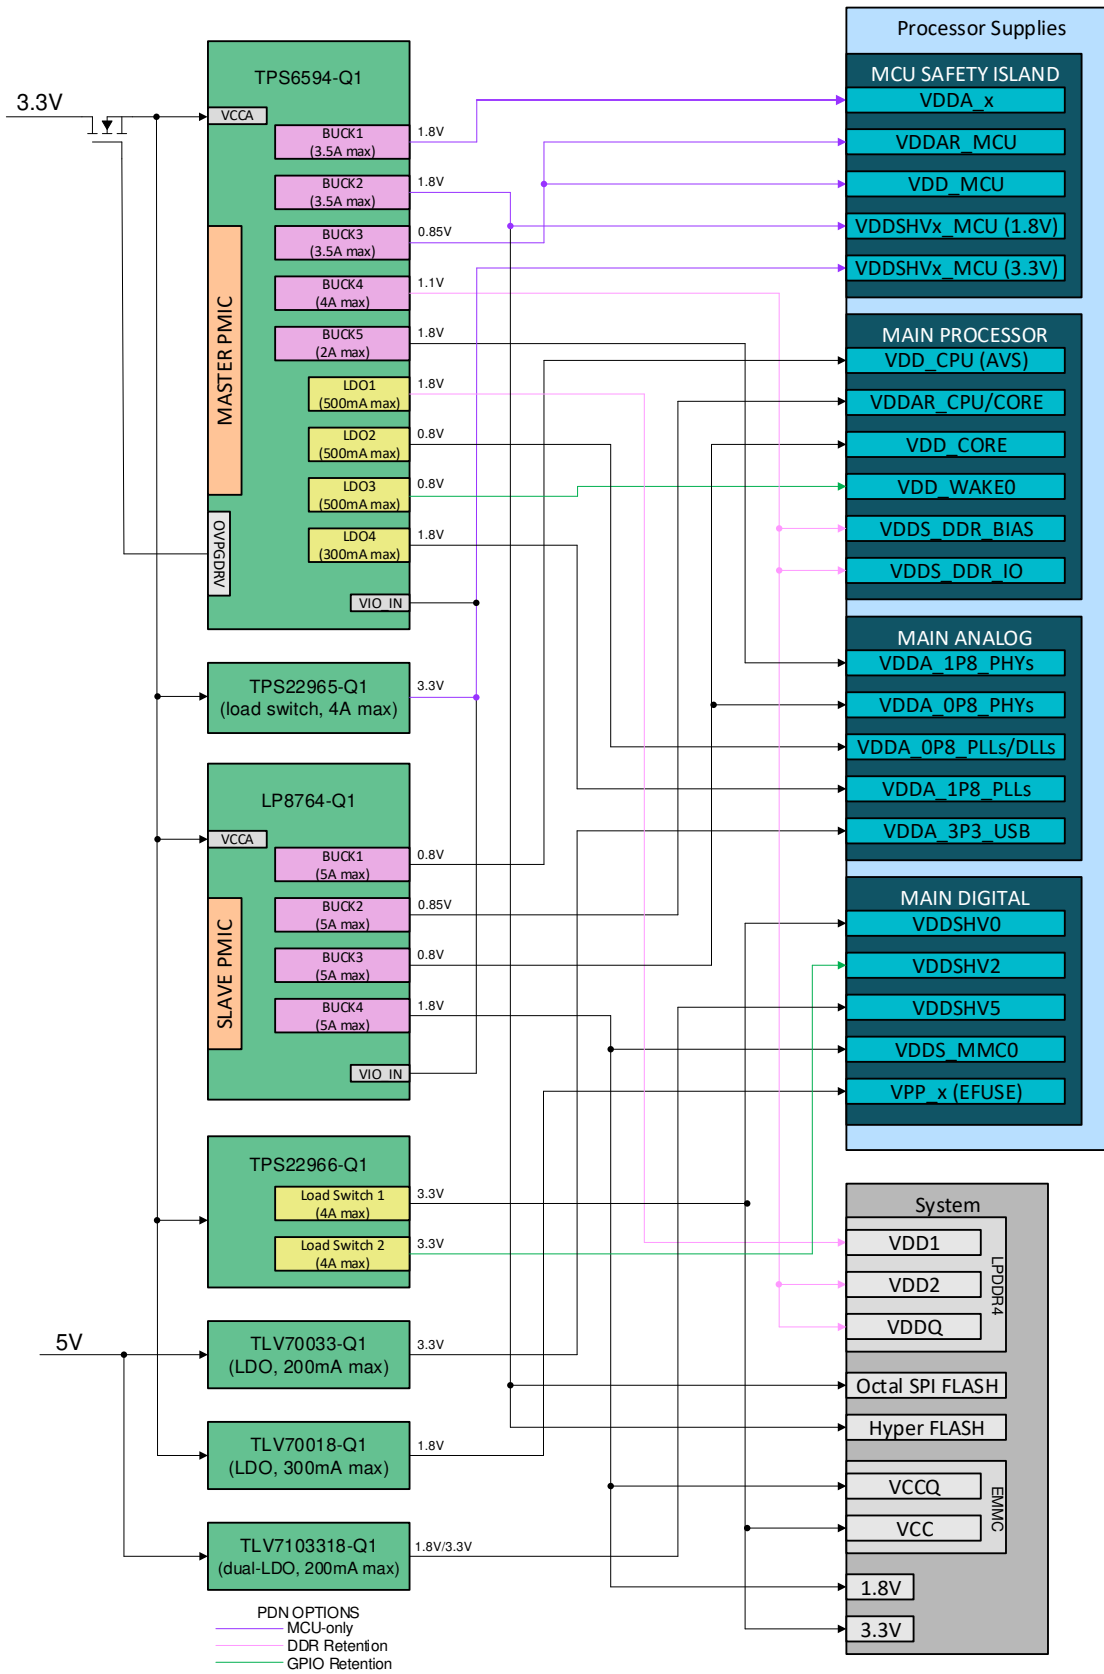 3.3V
TPS6594-Q1
VCCA
BUCK1
(3.5A max)
1.8V
BUCK2
(3.5A max)
1.8V
BUCK3
(3.5A max)
0.85V
BUCK4
(4A max)
1.1V
BUCK5
(2A max)
1.8V
LDO1
(500mA max)
1.8V
LDO2
(500mA max)
0.8V
LDO3
(500mA max)
0.8V
LDO4
(300mA max)
1.8V
MASTER PMIC
OVPGDRV
VIO_IN
TPS22965-Q1
(load switch, 4A max)
3.3V
LP8764-Q1
VCCA
BUCK1
(5A max)
0.8V
BUCK2
(5A max)
0.85V
BUCK3
(5A max)
0.8V
BUCK4
(5A max)
1.8V
SLAVE PMIC
VIO_IN
TPS22966-Q1
Load Switch 1
(4A max)
3.3V
Load Switch 2
(4A max)
3.3V
5V
TLV70033-Q1
(LDO, 200mA max)
3.3V
TLV70018-Q1
(LDO, 300mA max)
1.8V
TLV7103318-Q1
(dual-LDO, 200mA max)
1.8V/3.3V
PDN OPTIONS
MCU-only
DDR Retention
GPIO Retention
Processor Supplies
MCU SAFETY ISLAND
VDDA_x
VDDAR_MCU
VDD_MCU
VDDSHVx_MCU (1.8V)
VDDSHVx_MCU (3.3V)
MAIN PROCESSOR
VDD_CPU (AVS)
VDDAR_CPU/CORE
VDD_CORE
VDD_WAKE0
VDDS_DDR_BIAS
VDDS_DDR_IO
MAIN ANALOG
VDDA_1P8_PHYs
VDDA_0P8_PHYs
VDDA_0P8_PLLs/DLLs
VDDA_1P8_PLLs
VDDA_3P3_USB
MAIN DIGITAL
VDDSHV0
VDDSHV2
VDDSHV5
VDDS_MMC0
VPP_x (EFUSE)
System
VDD1
VDD2
VDDQ
LPDDR4
Octal SPI FLASH
Hyper FLASH
VCCQ
VCC
EMMC
1.8V
3.3V